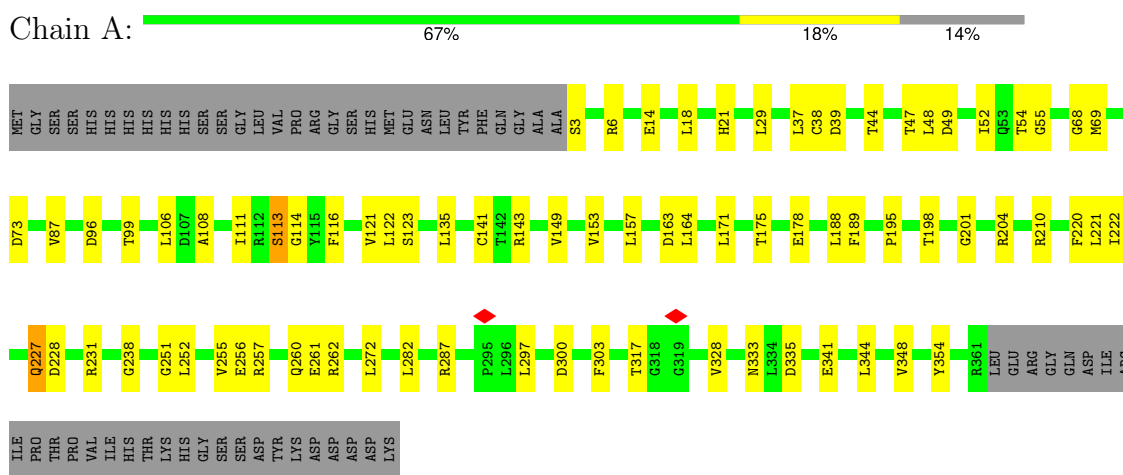 Chain A:
67% 18% 14%
MET GLY SER SER HIS HIS HIS HIS HIS HIS SER SER GLY LEU VAL PRO ARG GLY SER HIS MET GLU ASN LEU TYR PHE GLN GLY ALA ALA S3 R6 E14 L18 H21 L29 L37 C38 D39 T44 T47 L48 D49 I52 Q53 T54 G55 G68 M69
D73 V87 D96 T99 L106 D107 A108 I111 R112 S113 G114 Y115 F116 V121 L122 S123 L135 C141 T142 R143 V149 V153 L157 D163 L164 L171 T175 E178 L188 F189 P195 T198 G201 R204 R210 F220 L221 I222
Q227 D228 R231 G238 G251 L252 V255 E256 R257 Q260 E261 R262 L272 L282 R287 P295 L296 L297 D300 F303 T317 G318 G319 V328 N333 L334 D335 E341 L344 V348 Y354 R361 LEU GLU ARG GLY GLN ASP ILE
ILE PRO THR PRO VAL ILE HIS THR LYS HIS GLY SER SER ASP TYR LYS ASP ASP ASP ASP LYS